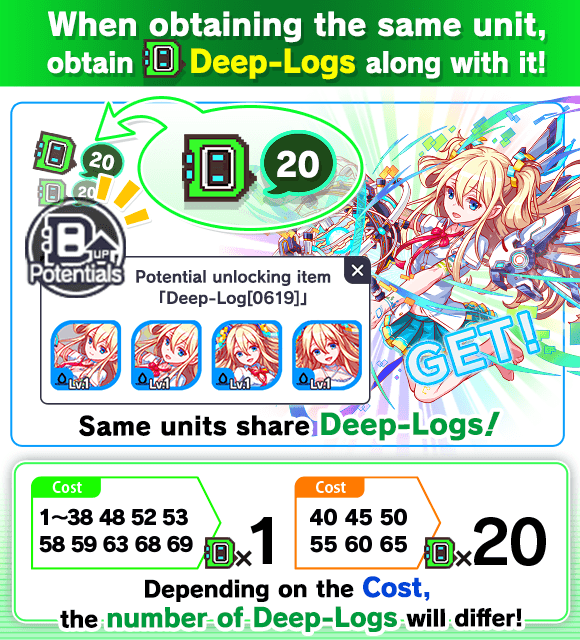 When obtaining the same unit,
obtain Deep-Logs along with it!
20
20
20
B UP
Potentials
Potential unlocking item
「Deep-Log[0619]」
Lv.1 Lv.1 Lv.1 Lv.1
GET!
Same units share Deep-Logs!
Cost
1~38 48 52 53
58 59 63 68 69
×1
Cost
40 45 50
55 60 65
×20
Depending on the Cost,
the number of Deep-Logs will differ!